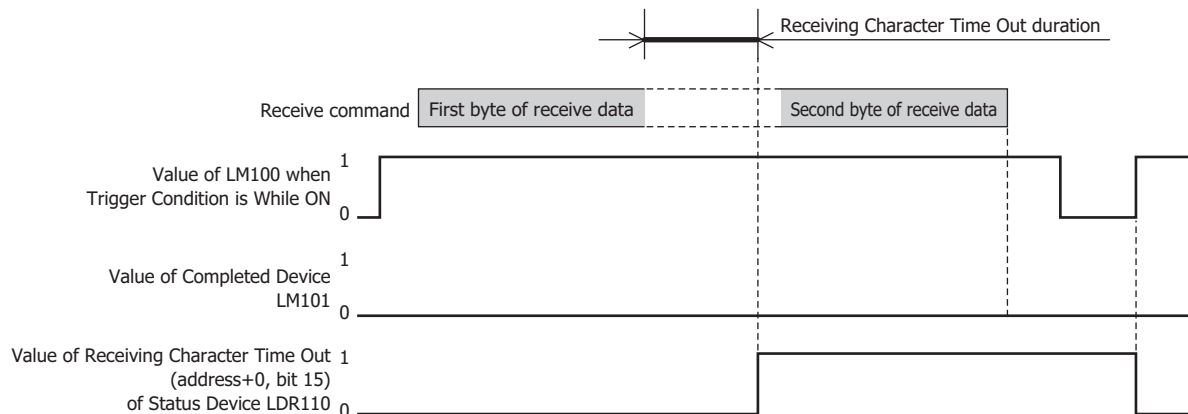 Receiving Character Time Out duration
Receive command First byte of receive data Second byte of receive data
1
Value of LM100 when
Trigger Condition is While ON
0
1
Value of Completed Device
LM101
0
Value of Receiving Character Time Out 1
(address+0, bit 15)
of Status Device LDR110 0